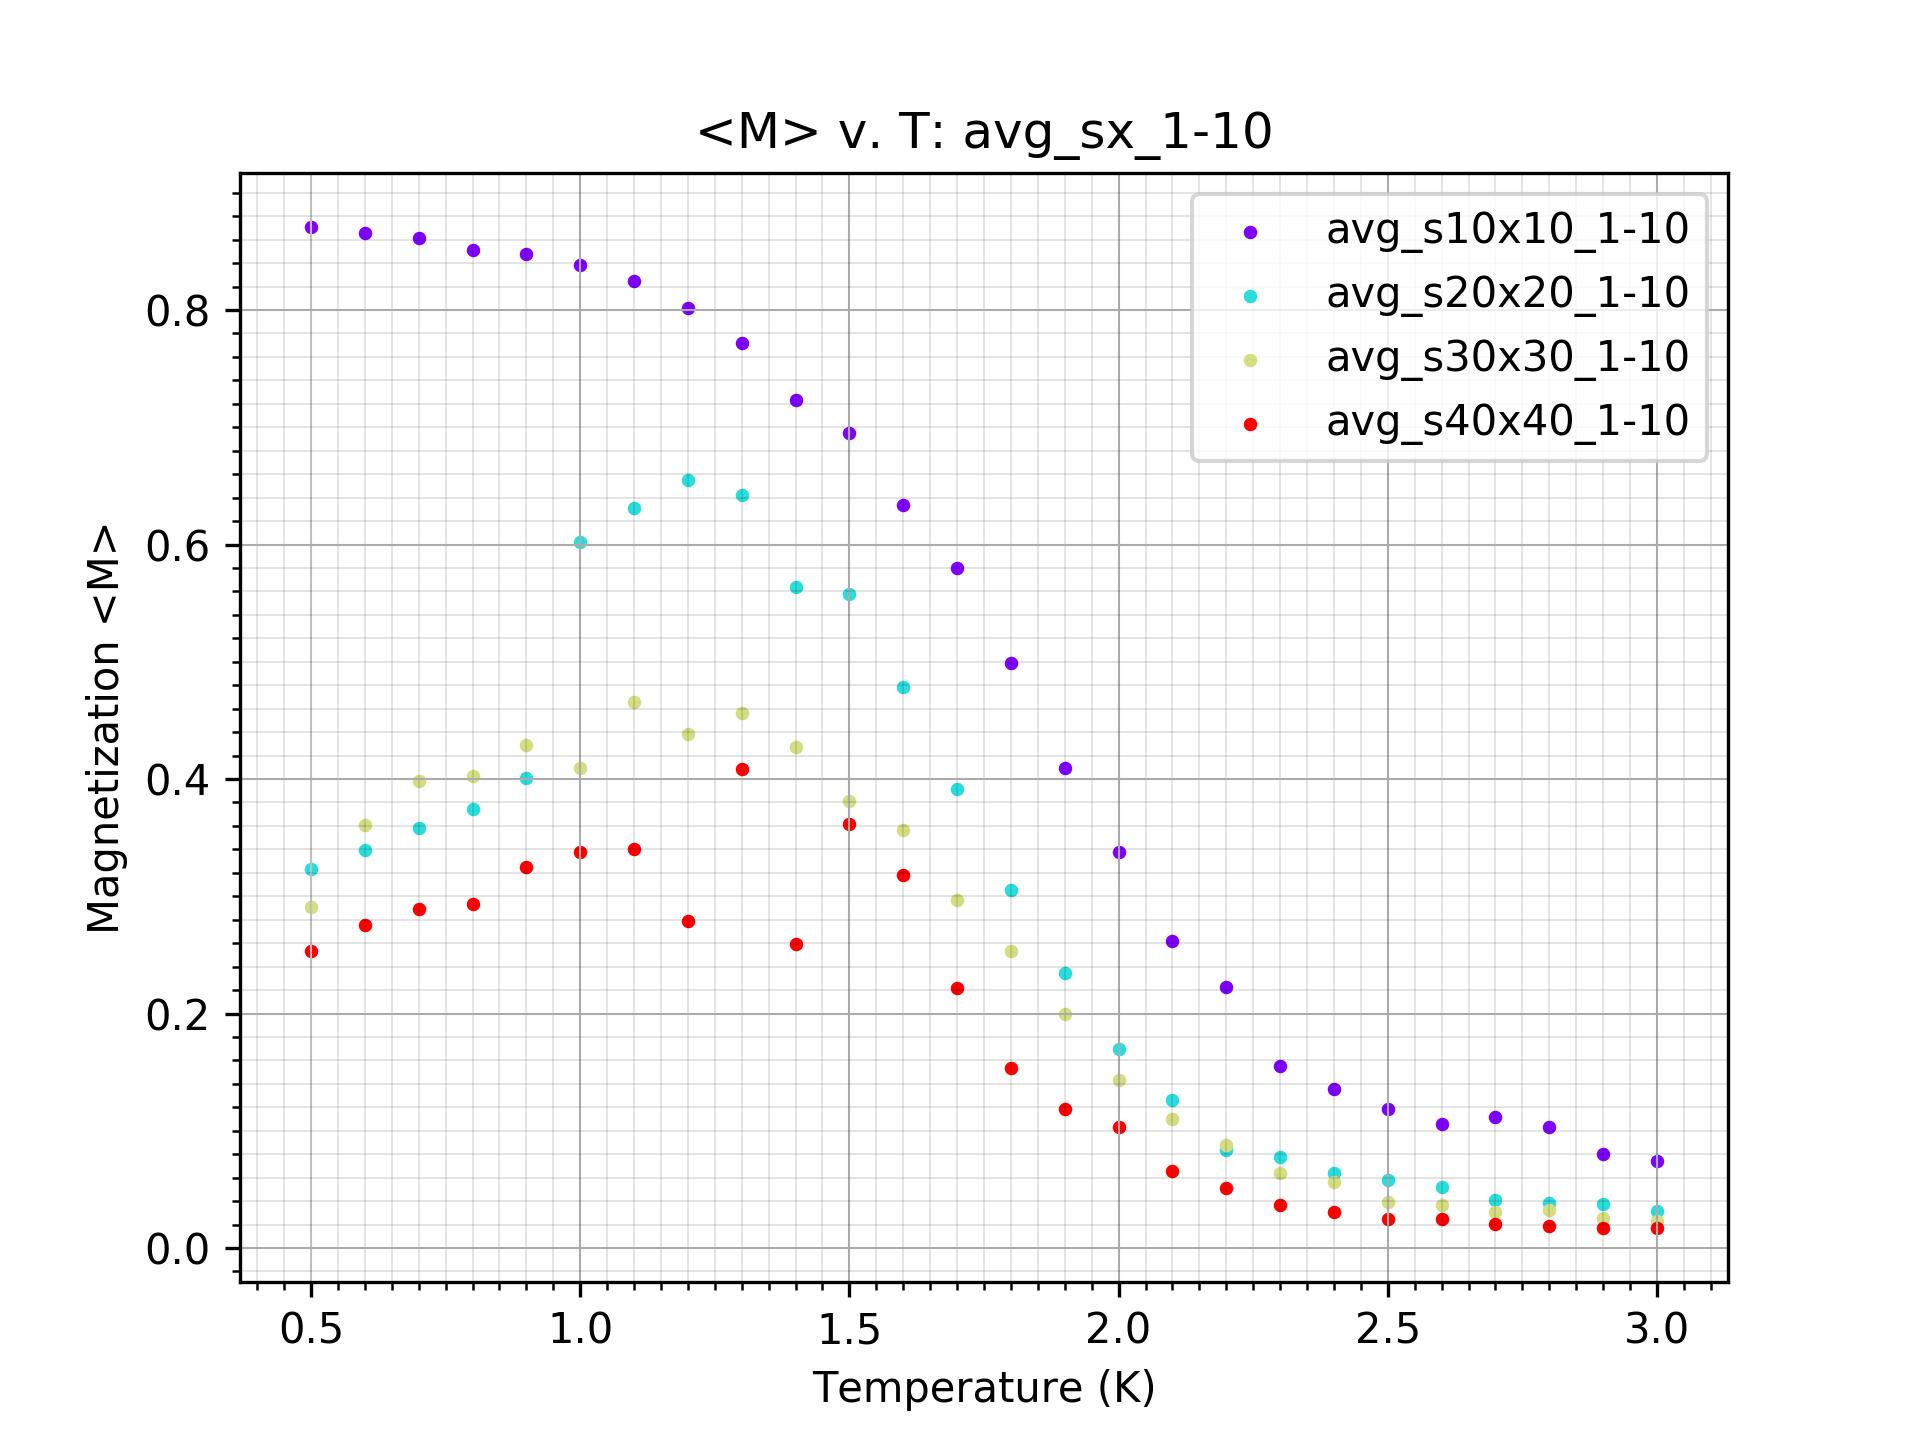 <M> v. T: avg_sx_1-10
avg_s10x10_1-10
avg_s20x20_1-10
avg_s30x30_1-10
avg_s40x40_1-10
Magnetization <M>
0.8
0.6
0.4
0.2
0.0
0.5 1.0 1.5 2.0 2.5 3.0
Temperature (K)